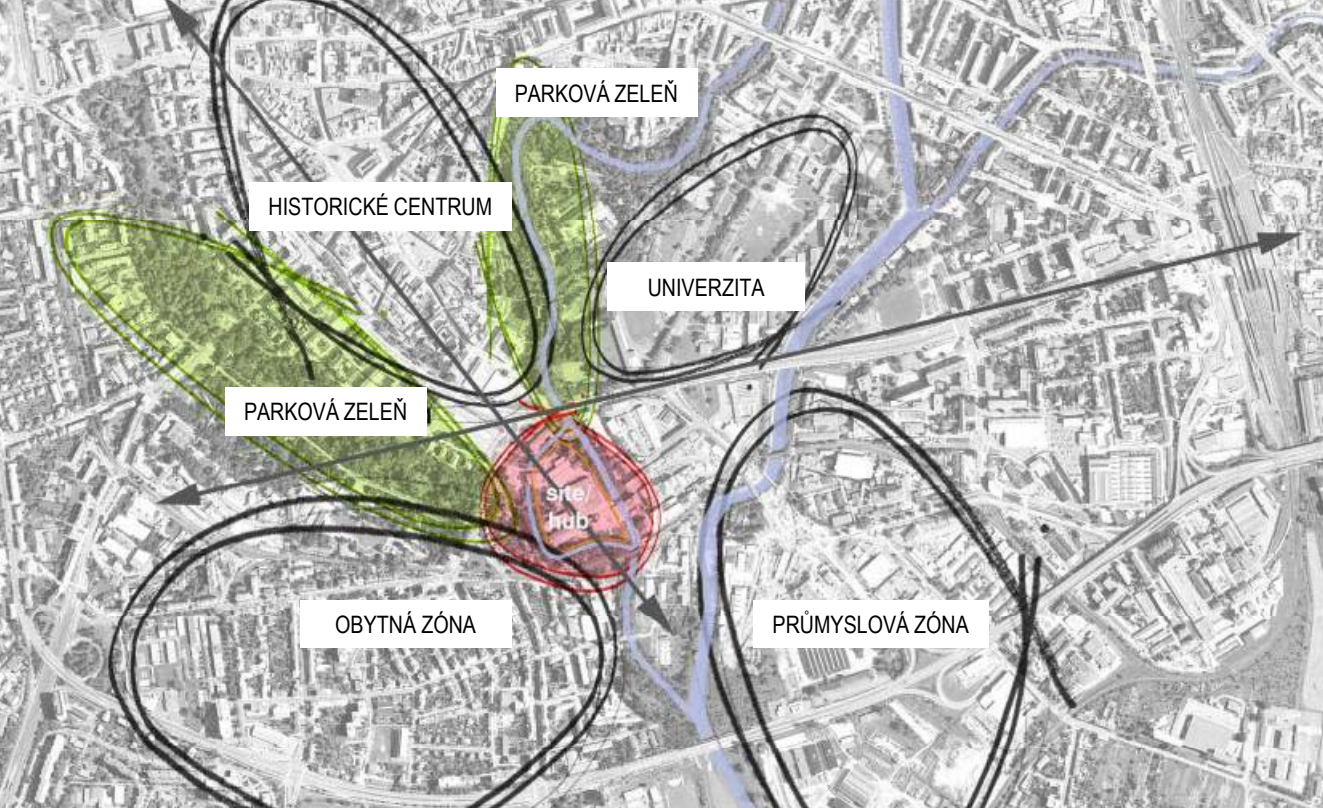 PARKOVÁ ZELEŇ
HISTORICKÉ CENTRUM
UNIVERZITA
PARKOVÁ ZELEŇ
site/
hub
OBYTNÁ ZÓNA
PRŮMYSLOVÁ ZÓNA